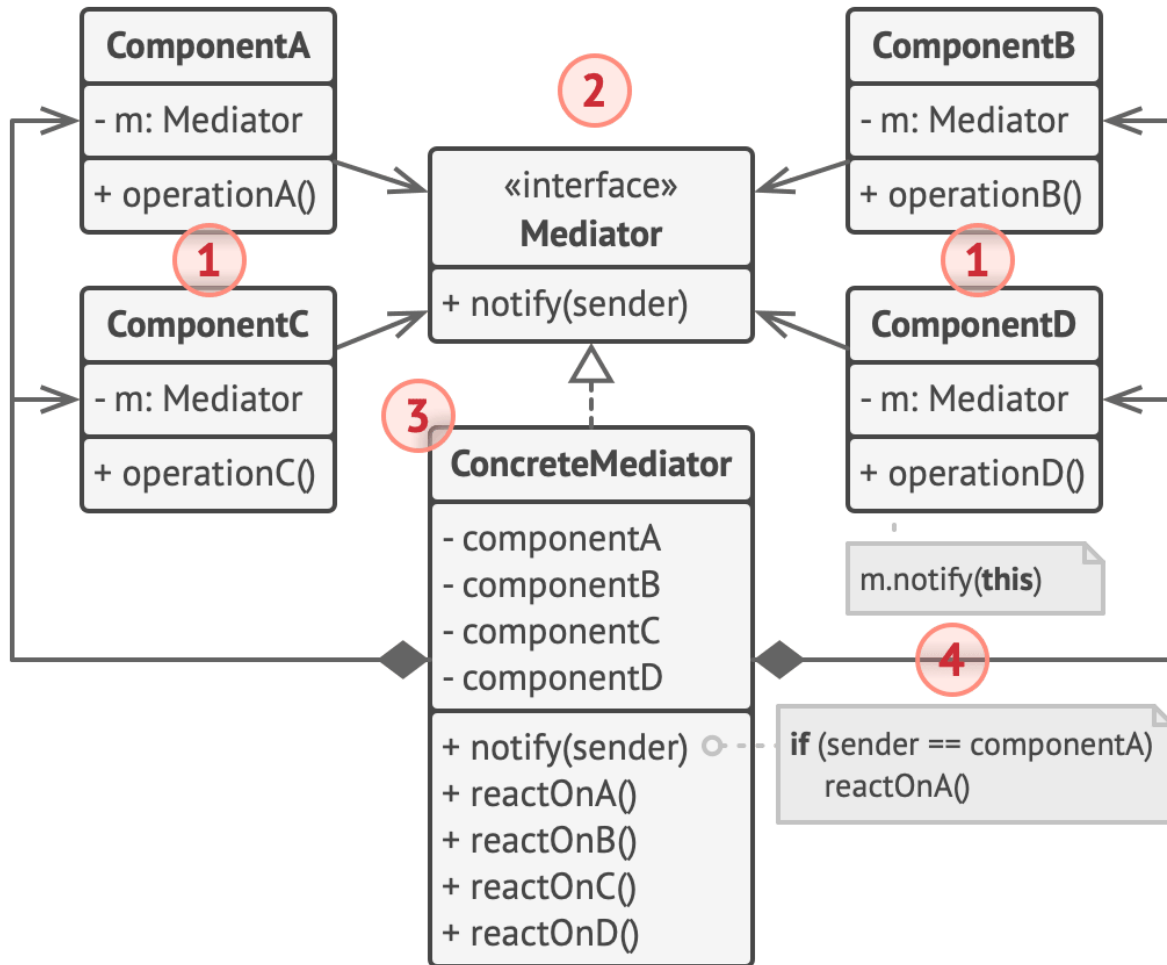 ComponentA
- m: Mediator
+ operationA()
1
ComponentC
- m: Mediator
+ operationC()
2
«interface»
Mediator
+ notify(sender)
3
ConcreteMediator
- componentA
- componentB
- componentC
- componentD
+ notify(sender)
+ reactOnA()
+ reactOnB()
+ reactOnC()
+ reactOnD()
ComponentB
- m: Mediator
+ operationB()
1
ComponentD
- m: Mediator
+ operationD()
m.notify(this)
4
if (sender == componentA)
reactOnA()